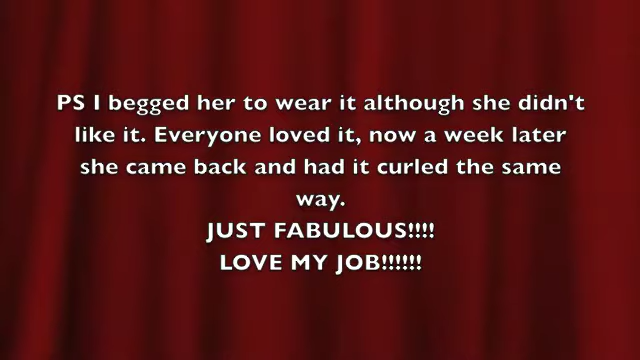 PS I begged her to wear it although she didn't
like it. Everyone loved it, now a week later
she came back and had it curled the same
way.
JUST FABULOUS!!!!
LOVE MY JOB!!!!!!